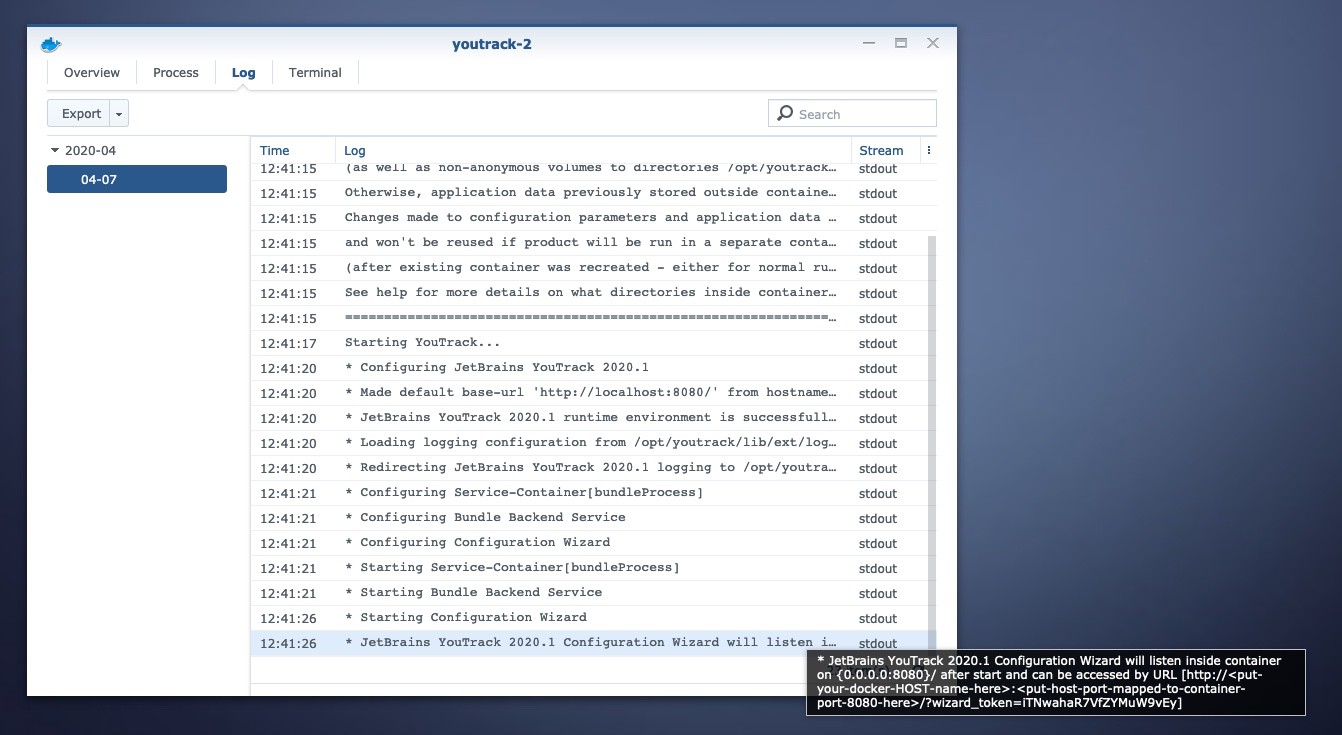 youtrack-2
Overview Process Log Terminal
Export
Search
2020-04
04-07
Time Log Stream
12:41:15 (as well as non-anonymous volumes to directories /opt/youtrack… stdout
12:41:15 Otherwise, application data previously stored outside containe… stdout
12:41:15 Changes made to configuration parameters and application data … stdout
12:41:15 and won't be reused if product will be run in a separate conta… stdout
12:41:15 (after existing container was recreated - either for normal ru… stdout
12:41:15 See help for more details on what directories inside container… stdout
12:41:15 ==============================================================… stdout
12:41:17 Starting YouTrack... stdout
12:41:20 * Configuring JetBrains YouTrack 2020.1 stdout
12:41:20 * Made default base-url 'http://localhost:8080/' from hostname… stdout
12:41:20 * JetBrains YouTrack 2020.1 runtime environment is successfull… stdout
12:41:20 * Loading logging configuration from /opt/youtrack/lib/ext/log… stdout
12:41:20 * Redirecting JetBrains YouTrack 2020.1 logging to /opt/youtra… stdout
12:41:21 * Configuring Service-Container[bundleProcess] stdout
12:41:21 * Configuring Bundle Backend Service stdout
12:41:21 * Configuring Configuration Wizard stdout
12:41:21 * Starting Service-Container[bundleProcess] stdout
12:41:21 * Starting Bundle Backend Service stdout
12:41:26 * Starting Configuration Wizard stdout
12:41:26 * JetBrains YouTrack 2020.1 Configuration Wizard will listen i… stdout
* JetBrains YouTrack 2020.1 Configuration Wizard will listen inside container
on {0.0.0.0:8080}/ after start and can be accessed by URL [http://<put-
your-docker-HOST-name-here>:<put-host-port-mapped-to-container-
port-8080-here>/?wizard_token=iTNwahaR7VfZYMuW9vEy]